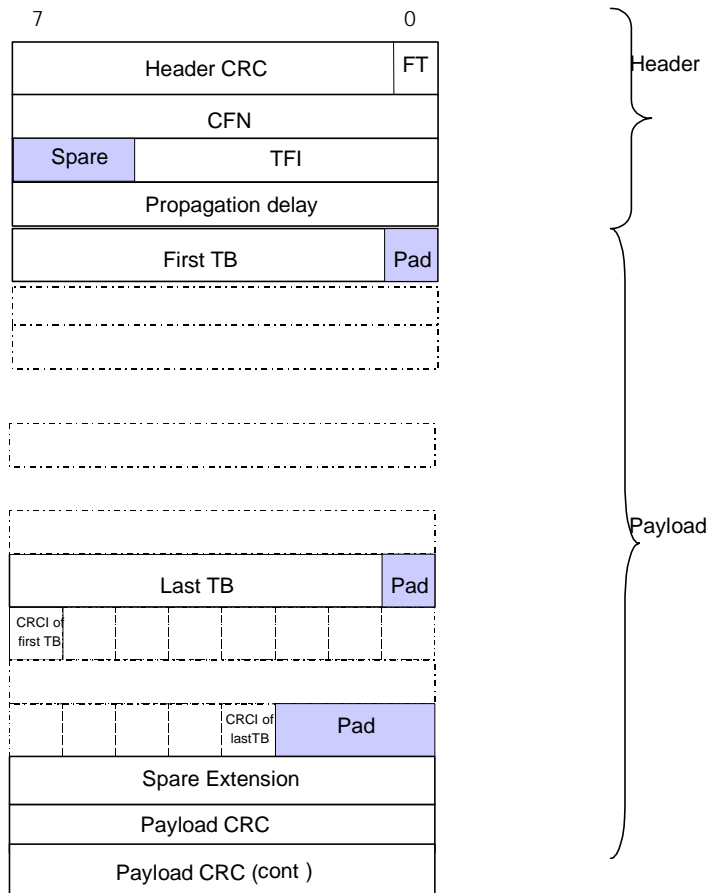 7 0
Header CRC FT
Header
CFN
Spare TFI
Propagation delay
First TB Pad
Payload
Last TB Pad
CRCI of
first TB
CRCI of
lastTB
Pad
Spare Extension
Payload CRC
Payload CRC (cont )